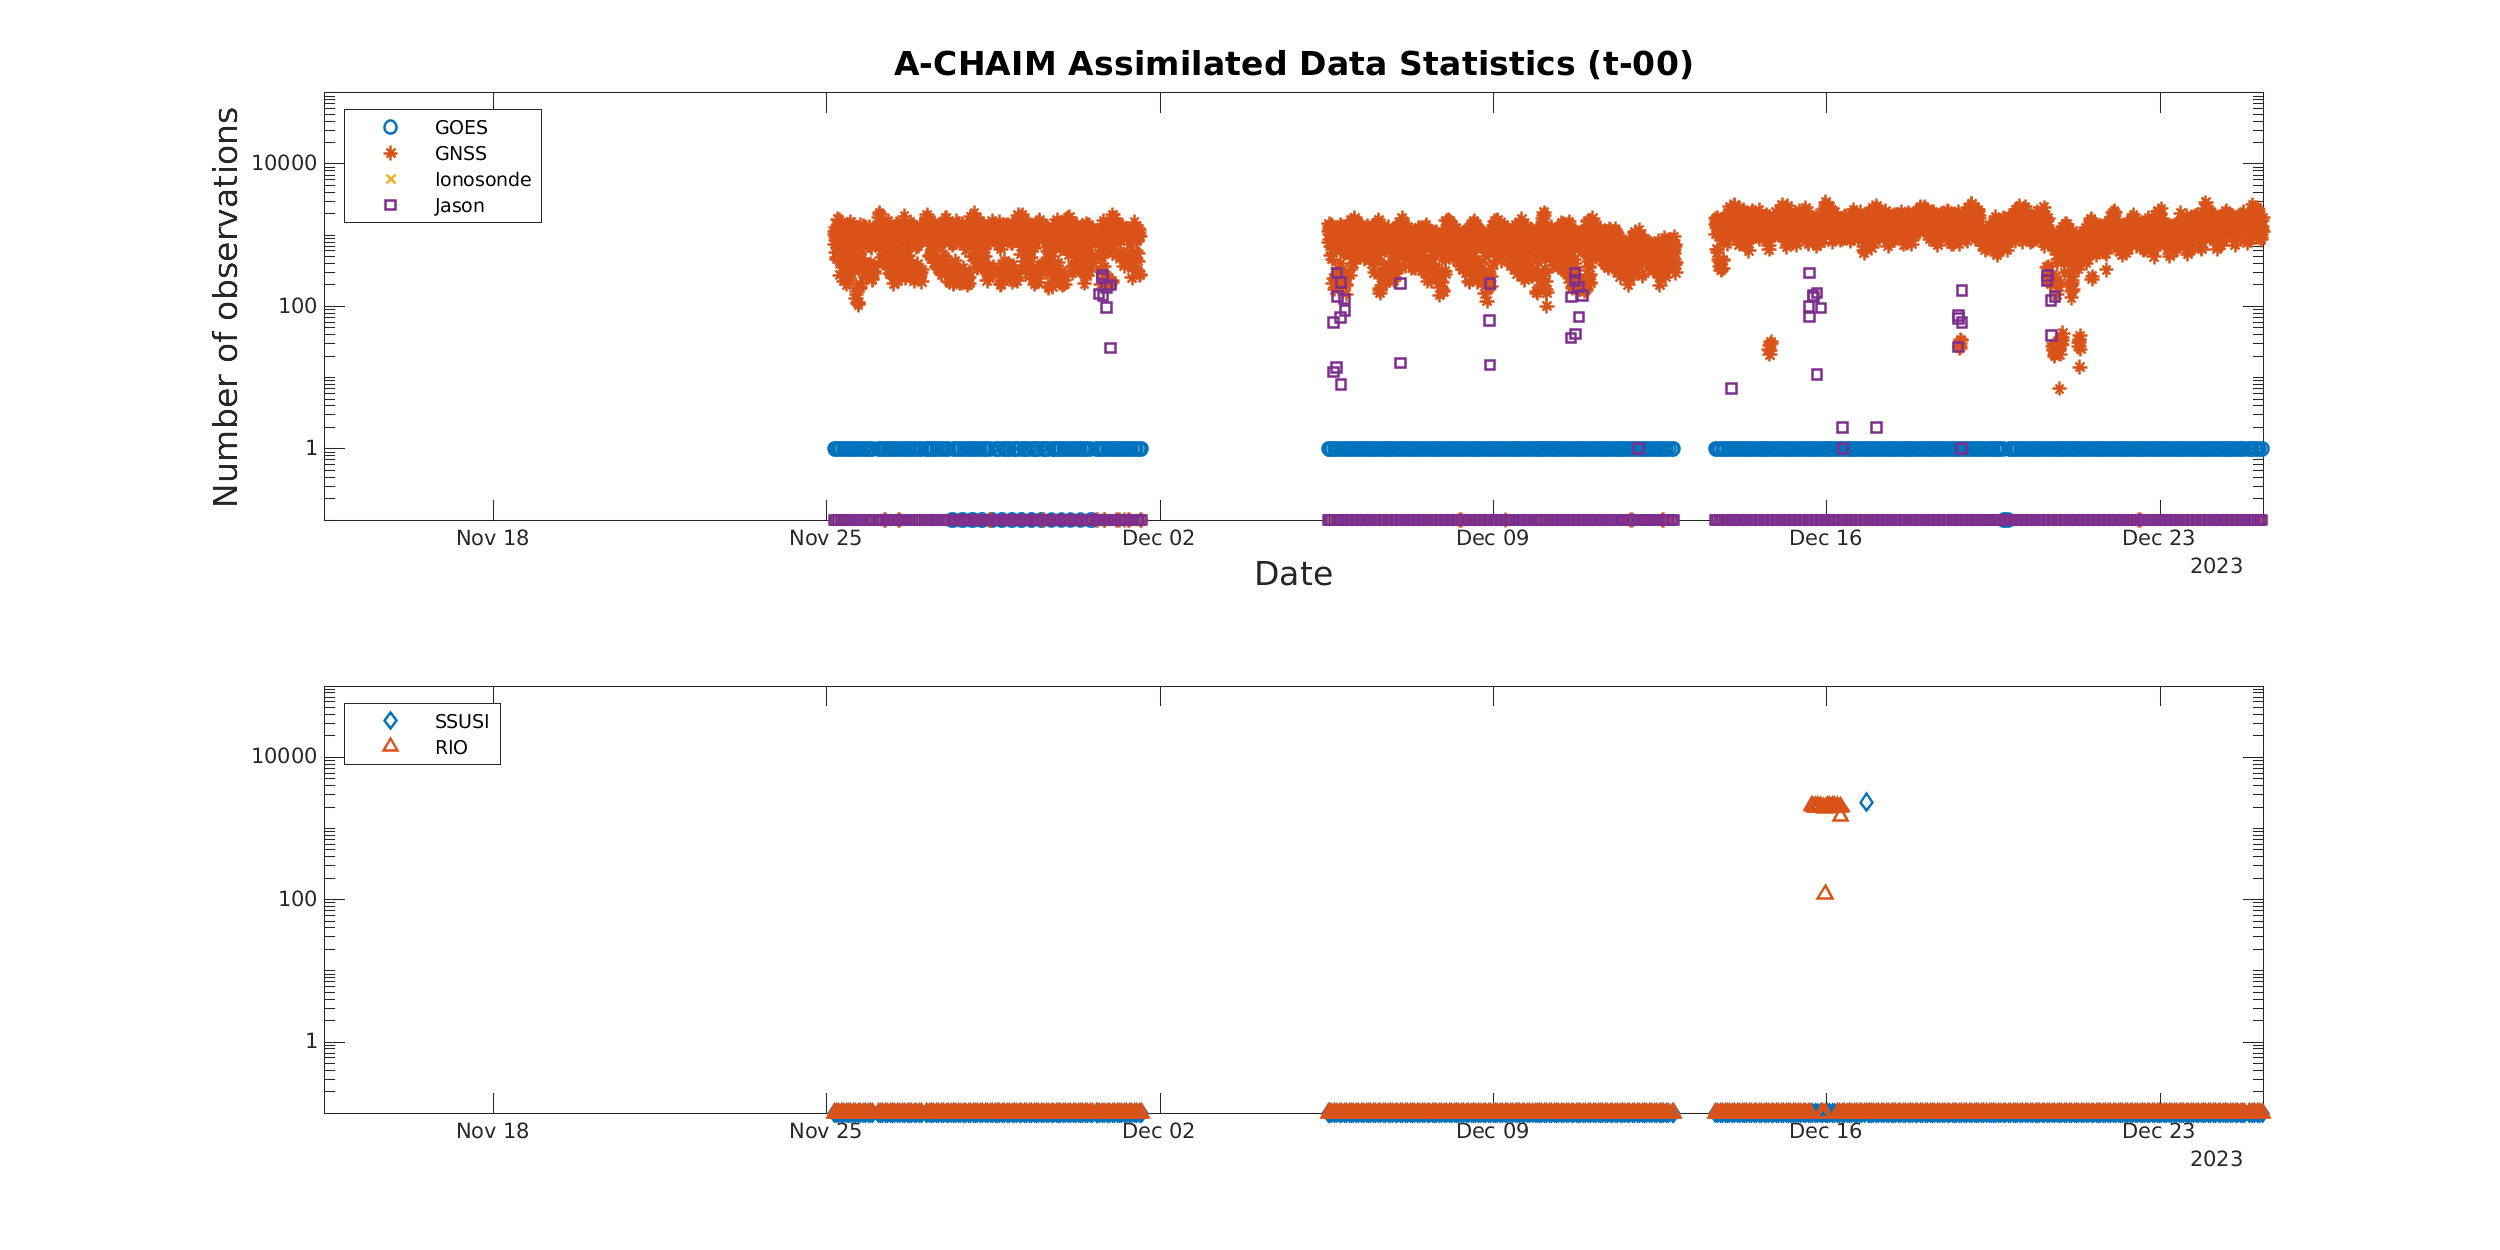 A-CHAIM Assimilated Data Statistics (t-00)
Number of observations
GOES
GNSS
Ionosonde
Jason
10000
100
1
Nov 18 Nov 25 Dec 02 Dec 09 Dec 16 Dec 23
2023
Date
SSUSI
RIO
10000
100
1
Nov 18 Nov 25 Dec 02 Dec 09 Dec 16 Dec 23
2023